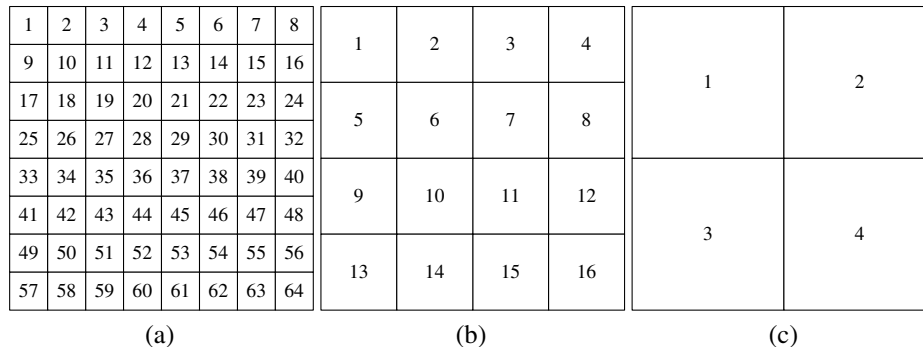 1 2 3 4 5 6 7 8
9 10 11 12 13 14 15 16
17 18 19 20 21 22 23 24
25 26 27 28 29 30 31 32
33 34 35 36 37 38 39 40
41 42 43 44 45 46 47 48
49 50 51 52 53 54 55 56
57 58 59 60 61 62 63 64
(a)
1 2 3 4
5 6 7 8
9 10 11 12
13 14 15 16
(b)
1 2
3 4
(c)